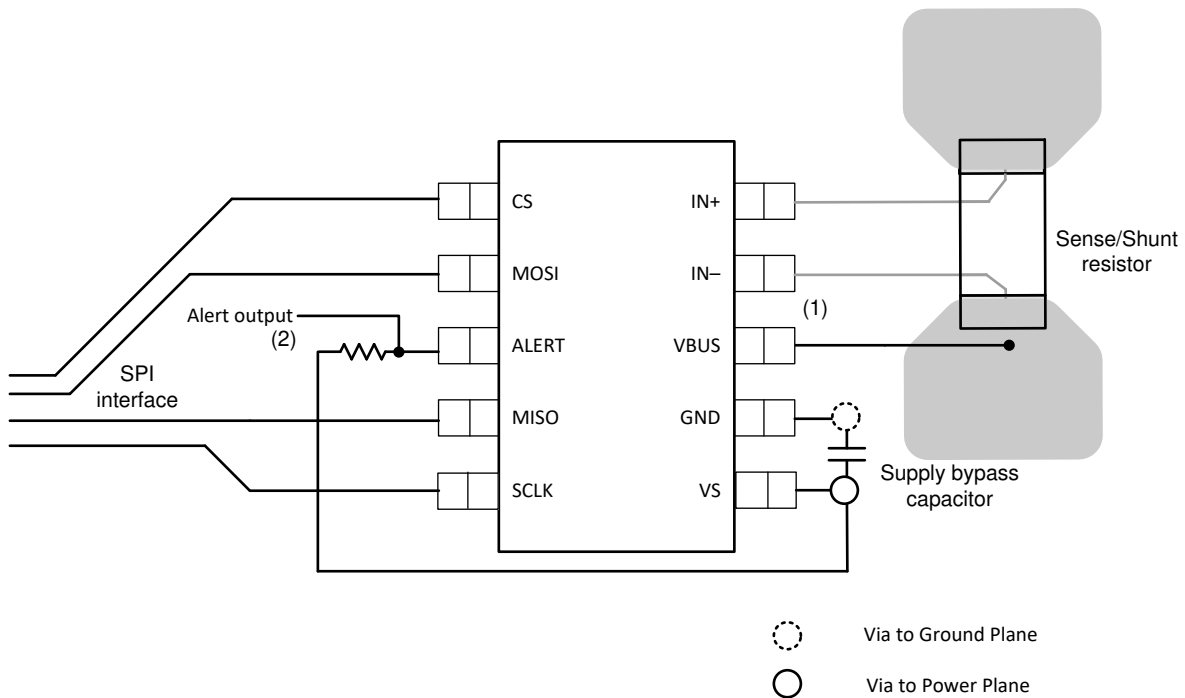 CS
MOSI
ALERT
MISO
SCLK
IN+
IN–
VBUS
GND
VS
Alert output
(2)
SPI
interface
(1)
Sense/Shunt
resistor
Supply bypass
capacitor
Via to Ground Plane
Via to Power Plane